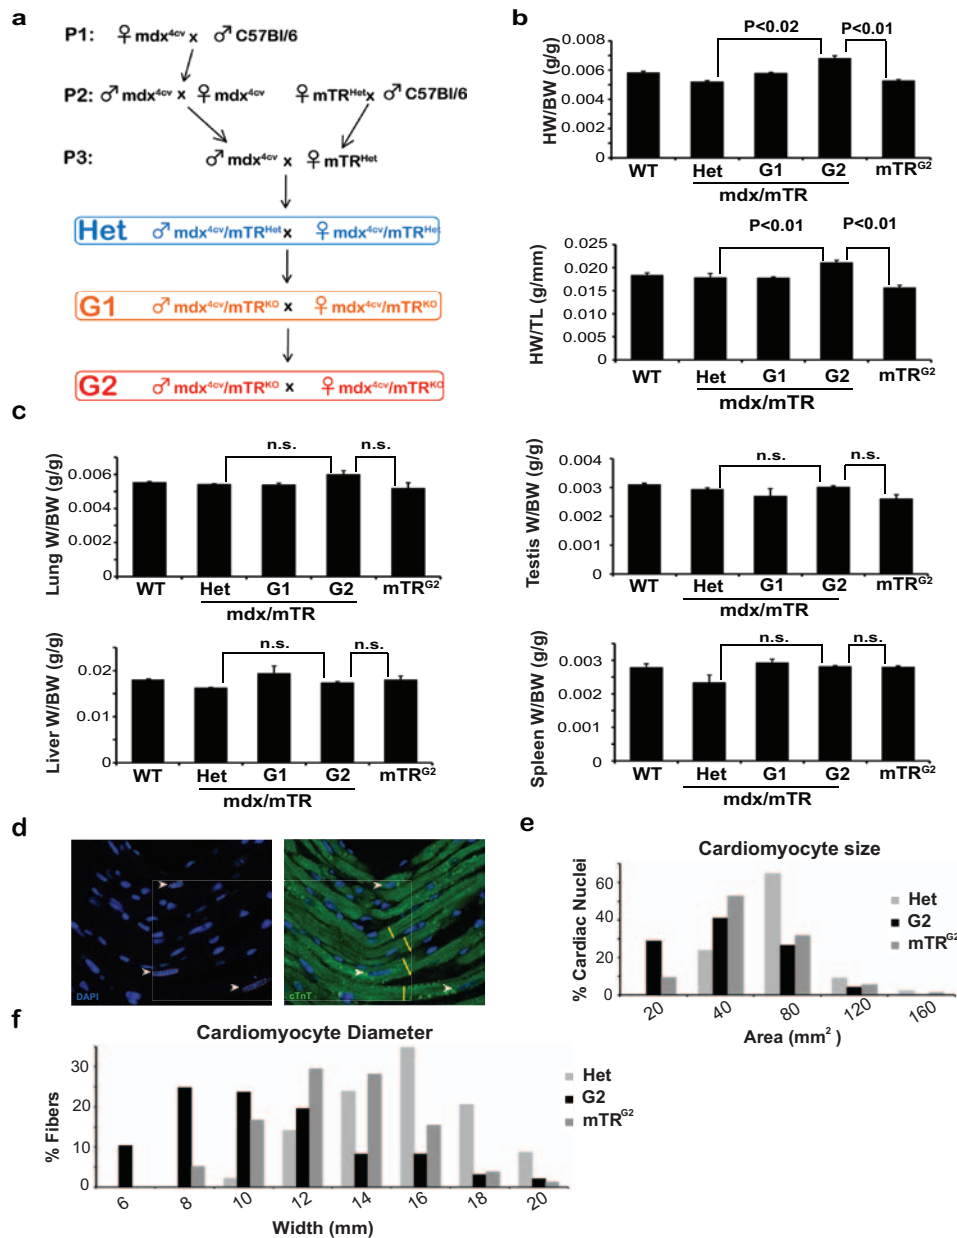 a
P1: ♀ mdx4cv x ♂ C57Bl/6
P2: ♂ mdx4cv x ♀ mdx4cv ♀ mTRHet x ♂ C57Bl/6
P3: ♂ mdx4cv x ♀ mTRHet
Het ♂ mdx4cv/mTRHet x ♀ mdx4cv/mTRHet
G1 ♂ mdx4cv/mTRKO x ♀ mdx4cv/mTRKO
G2 ♂ mdx4cv/mTRKO x ♀ mdx4cv/mTRKO
b
HW/BW (g/g)
0.008
0.006
0.004
0.002
0
P<0.02
P<0.01
WT Het G1 G2 mTRG2
mdx/mTR
HW/TL (g/mm)
0.025
0.020
0.015
0.010
0.005
0
P<0.01
P<0.01
WT Het G1 G2 mTRG2
mdx/mTR
c
Lung W/BW (g/g)
0.006
0.004
0.002
0
n.s.
n.s.
WT Het G1 G2 mTRG2
mdx/mTR
Testis W/BW (g/g)
0.004
0.003
0.002
0.001
0
n.s.
n.s.
WT Het G1 G2 mTRG2
mdx/mTR
Liver W/BW (g/g)
0.02
0.01
0
n.s.
n.s.
WT Het G1 G2 mTRG2
mdx/mTR
Spleen W/BW (g/g)
0.003
0.002
0.001
0
n.s.
n.s.
WT Het G1 G2 mTRG2
mdx/mTR
d
DAPI
cTnT
e
Cardiomyocyte size
% Cardiac Nuclei
60
40
20
0
20 40 80 120 160
Area (mm2 )
Het
G2
mTRG2
f
Cardiomyocyte Diameter
% Fibers
30
20
10
0
6 8 10 12 14 16 18 20
Width (mm)
Het
G2
mTRG2